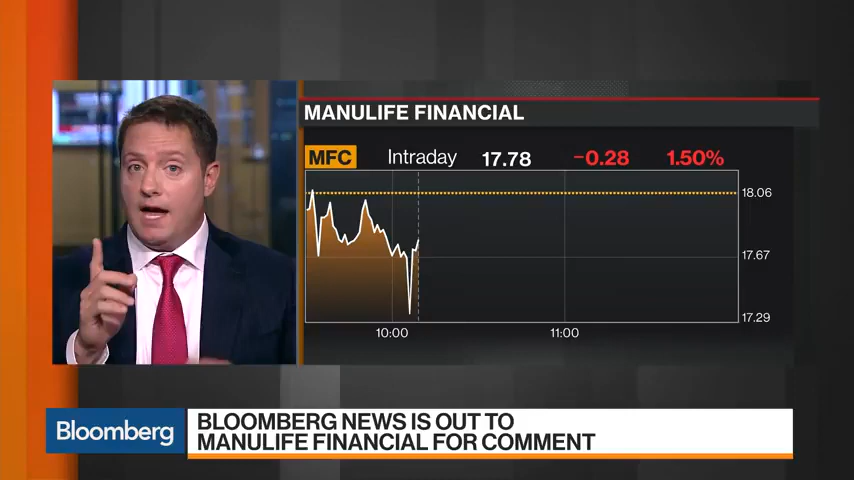 MANULIFE FINANCIAL
MFC Intraday 17.78 -0.28 1.50%
18.06
17.67
17.29
10:00 11:00
Bloomberg
BLOOMBERG NEWS IS OUT TO
MANULIFE FINANCIAL FOR COMMENT